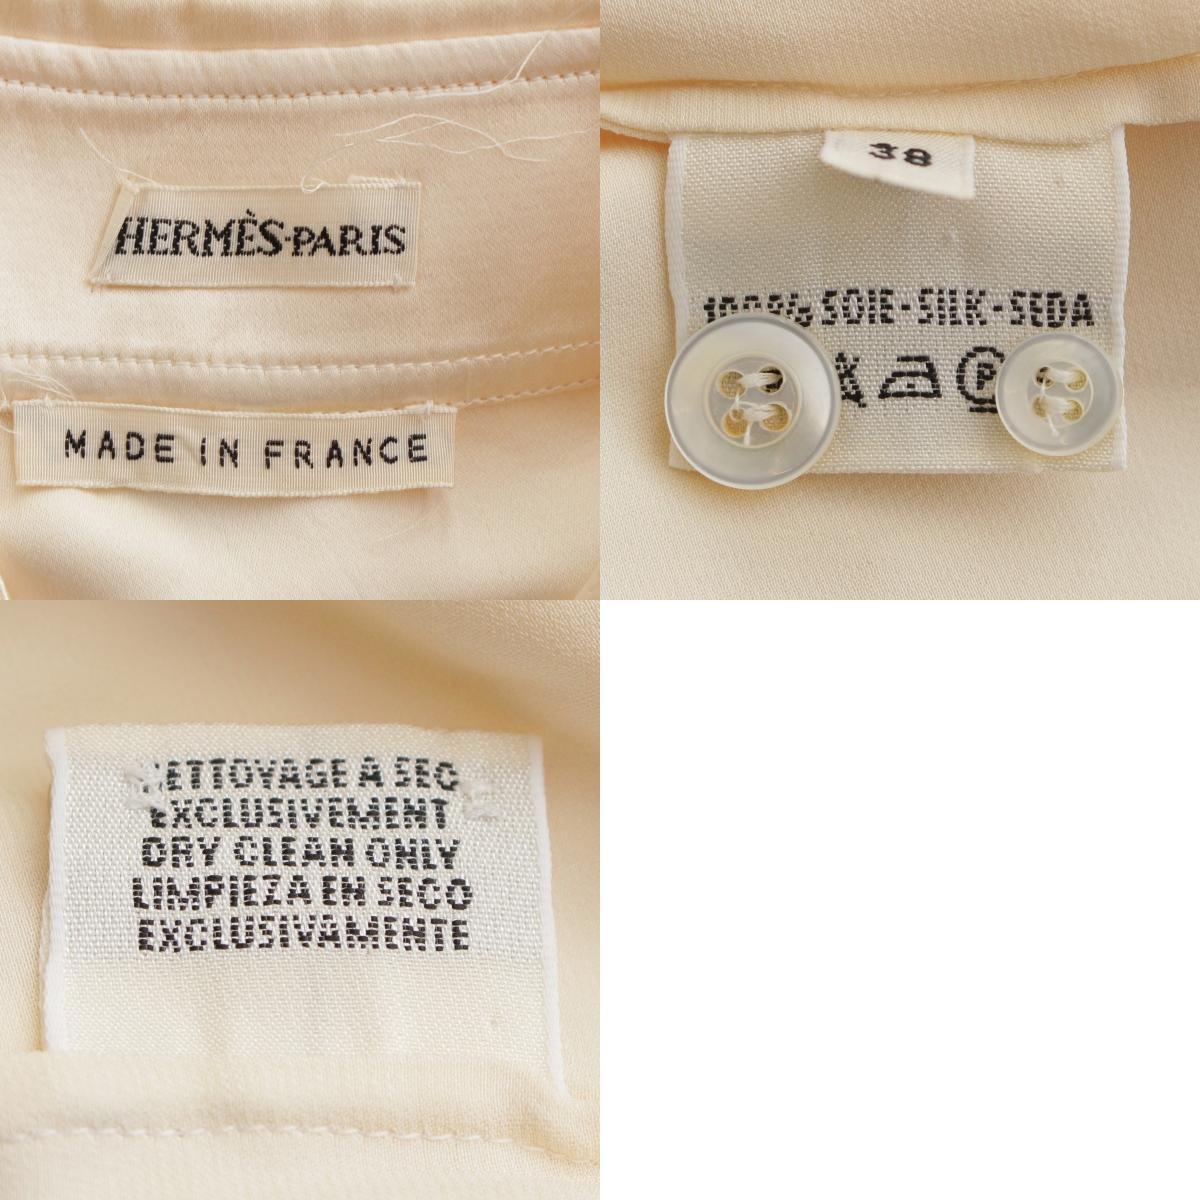 HERMÈS·PARIS
MADE IN FRANCE
38
100% SOIE-SILK-SEDA
P
NETTOYAGE A SEC
EXCLUSIVEMENT
DRY CLEAN ONLY
LIMPIEZA EN SECO
EXCLUSIVAMENTE